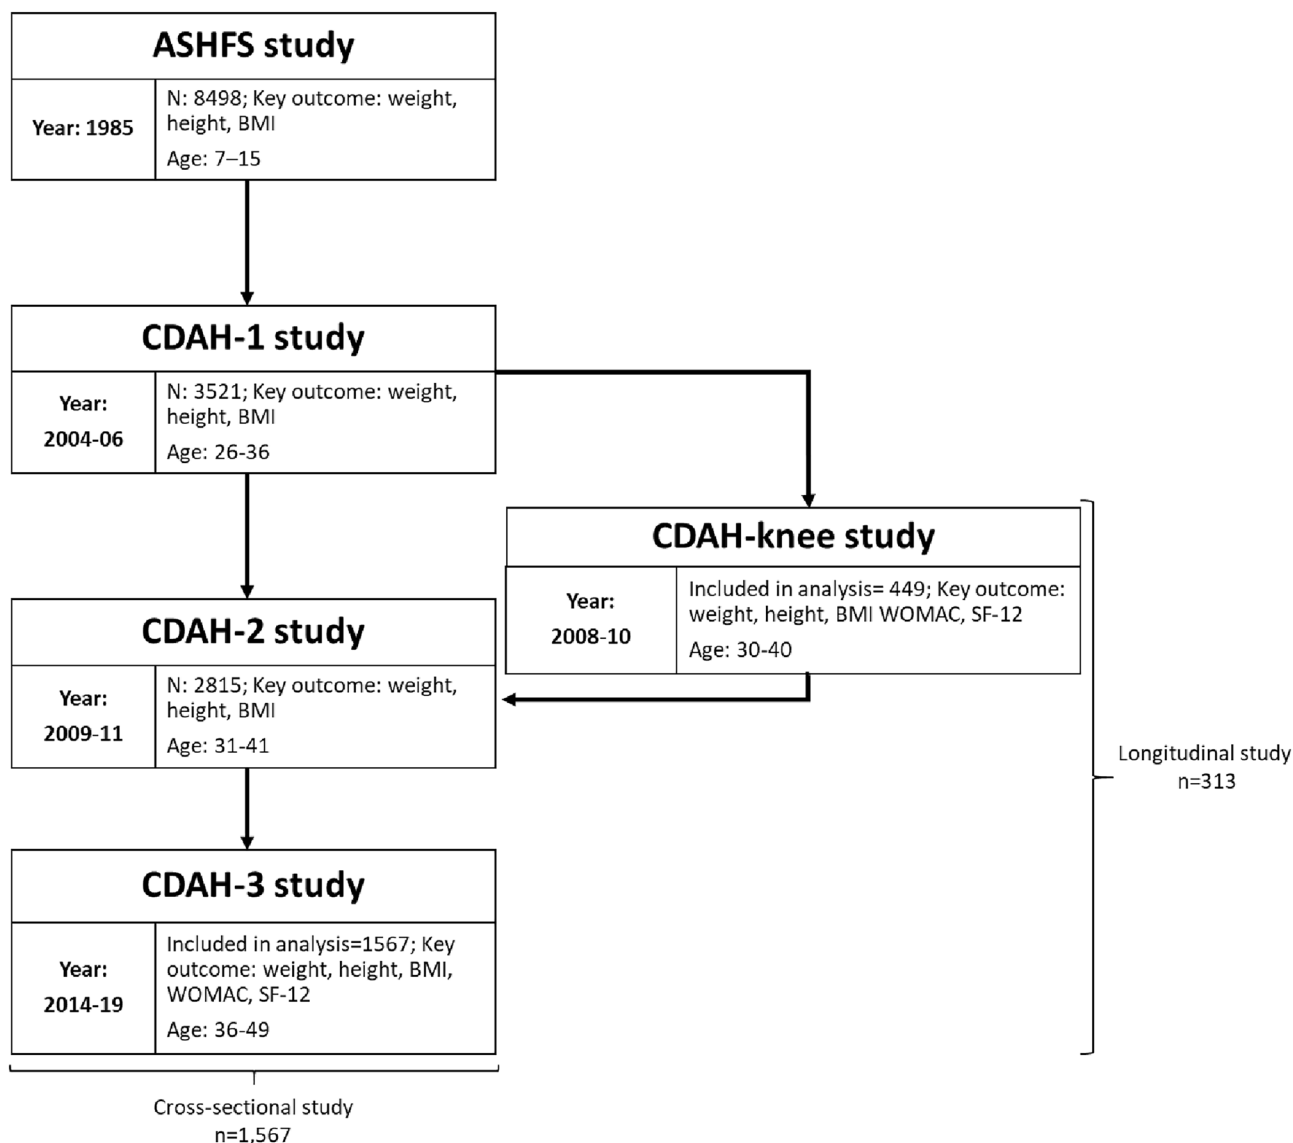 ASHFS study
Year: 1985
N: 8498; Key outcome: weight,
height, BMI
Age: 7–15
CDAH-1 study
Year:
2004-06
N: 3521; Key outcome: weight,
height, BMI
Age: 26-36
CDAH-knee study
Year:
2008-10
Included in analysis= 449; Key outcome:
weight, height, BMI WOMAC, SF-12
Age: 30-40
CDAH-2 study
Year:
2009-11
N: 2815; Key outcome: weight,
height, BMI
Age: 31-41
Longitudinal study
n=313
CDAH-3 study
Year:
2014-19
Included in analysis=1567; Key
outcome: weight, height, BMI,
WOMAC, SF-12
Age: 36-49
Cross-sectional study
n=1,567